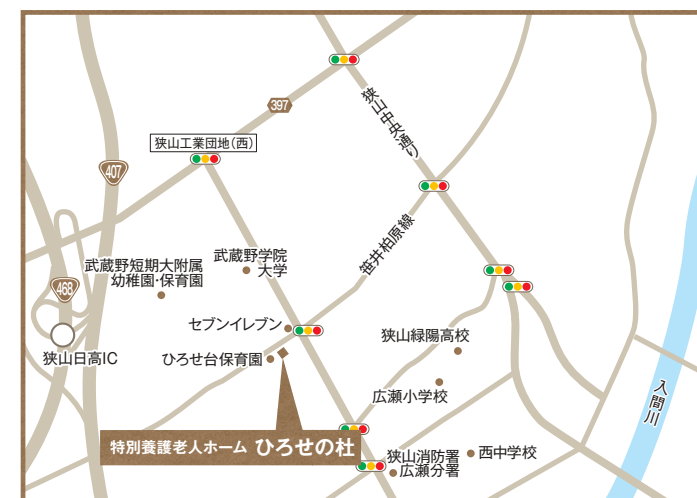 397
狭山中央通り
狭山工業団地(西)
407
笹井柏原線
武蔵野学院
大学
武蔵野短期大附属
幼稚園・保育園
468
セブンイレブン
狭山日高IC
ひろせ台保育園
狭山緑陽高校
広瀬小学校
入間川
特別養護老人ホーム ひろせの杜
狭山消防署
広瀬分署
西中学校